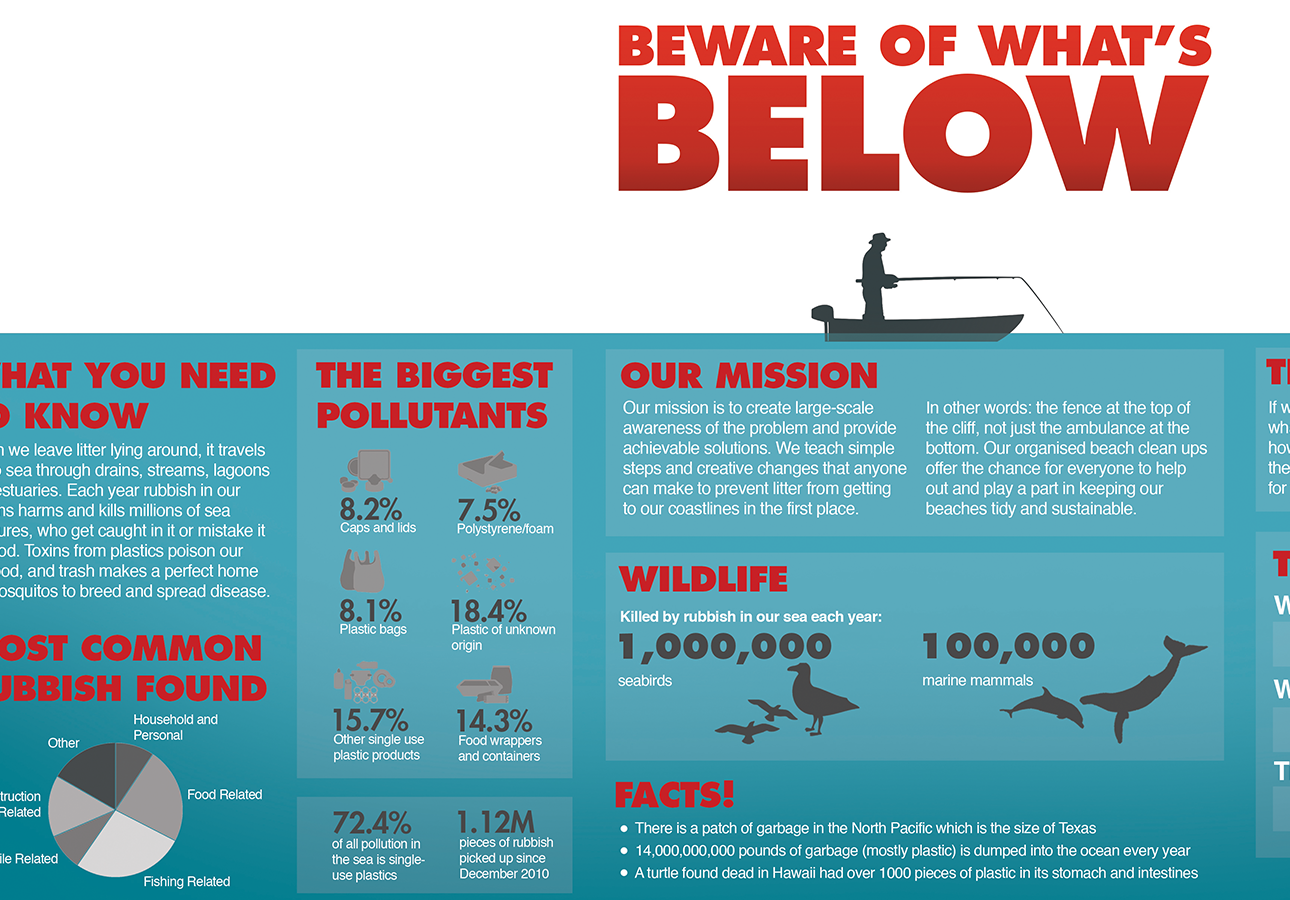 BEWARE OF WHAT'S
BELOW
HAT YOU NEED
KNOW
we leave litter lying around, it travels
sea through drains, streams, lagoons
estuaries. Each year rubbish in our
harms and kills millions of sea
who get caught in it or mistake it
Toxins from plastics poison our
and trash makes a perfect home
to breed and spread disease.
OST COMMON
UBBISH FOUND
Household and
Personal
Other
Food Related
truction
Related
ile Related
Fishing Related
THE BIGGEST
POLLUTANTS
8.2%
Caps and lids
7.5%
Polystyrene/foam
8.1%
Plastic bags
18.4%
Plastic of unknown
origin
15.7%
Other single use
plastic products
14.3%
Food wrappers
and containers
72.4%
of all pollution in
the sea is single-
use plastics
1.12M
pieces of rubbish
picked up since
December 2010
OUR MISSION
Our mission is to create large-scale
awareness of the problem and provide
achievable solutions. We teach simple
steps and creative changes that anyone
can make to prevent litter from getting
to our coastlines in the first place.
In other words: the fence at the top of
the cliff, not just the ambulance at the
bottom. Our organised beach clean ups
offer the chance for everyone to help
out and play a part in keeping our
beaches tidy and sustainable.
WILDLIFE
Killed by rubbish in our sea each year:
1,000,000
seabirds
100,000
marine mammals
FACTS!
• There is a patch of garbage in the North Pacific which is the size of Texas
• 14,000,000,000 pounds of garbage (mostly plastic) is dumped into the ocean every year
• A turtle found dead in Hawaii had over 1000 pieces of plastic in its stomach and intestines
If w
wha
how
the
for
T
W
W
T